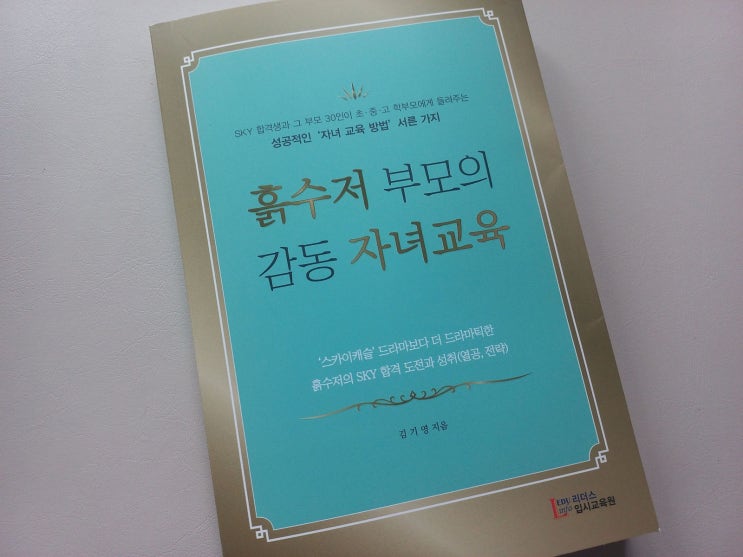 SKY 합격생과 그 부모 30인이 초·중·고 학부모에게 들려주는
성공적인 '자녀 교육 방법' 서른 가지
흙수저 부모의
감동 자녀교육
'스카이캐슬' 드라마보다 더 드라마틱한
흙수저의 SKY 합격 도전과 성취(열공, 전략)
김기영 지음
EDU 리더스
info 입시교육원